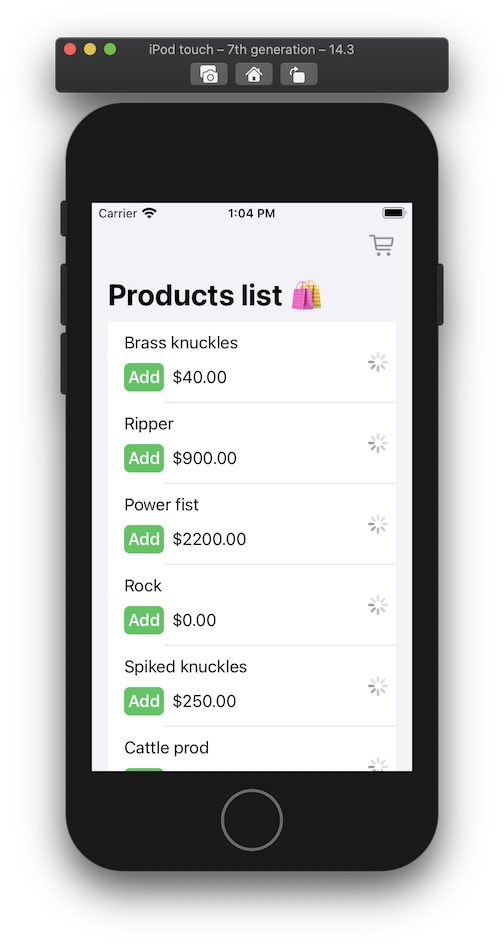 iPod touch – 7th generation – 14.3
Carrier 1:04 PM
Products list 🛍️
Brass knuckles
Add $40.00
Ripper
Add $900.00
Power fist
Add $2200.00
Rock
Add $0.00
Spiked knuckles
Add $250.00
Cattle prod